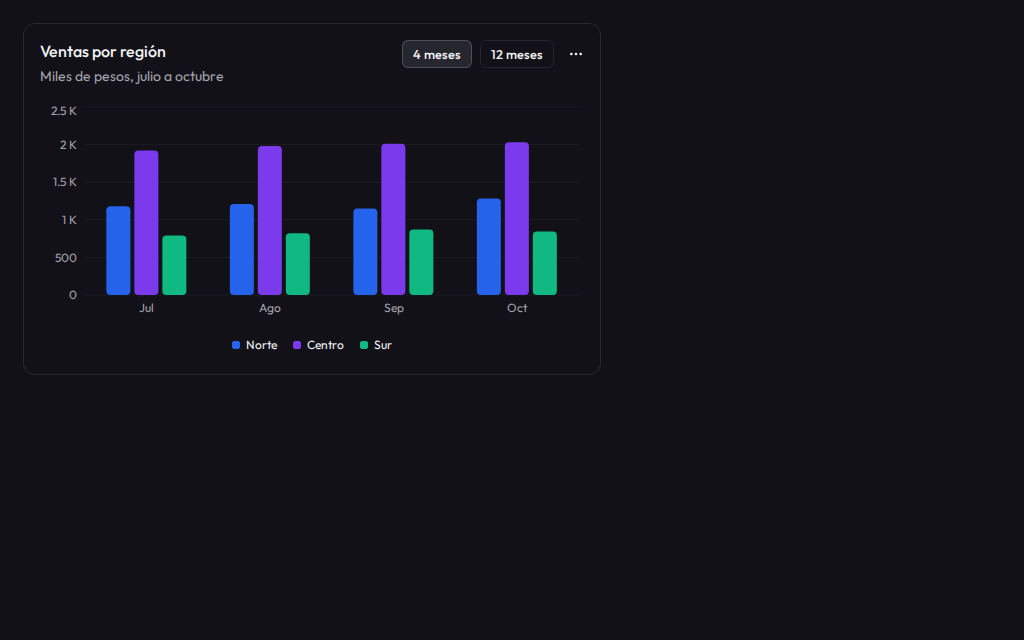 Ventas por región
4 meses
12 meses
Miles de pesos, julio a octubre
2.5 K
2 K
1.5 K
1 K
500
0
Jul
Ago
Sep
Oct
Norte
Centro
Sur